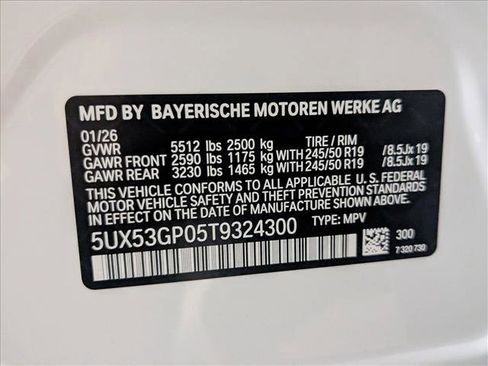 MFD BY BAYERISCHE MOTOREN WERKE AG
01/26
GVWR 5512 lbs 2500 kg TIRE / RIM
GAWR FRONT 2590 lbs 1175 kg WITH 245/50 R19 /8.5Jx19
GAWR REAR 3230 lbs 1465 kg WITH 245/50 R19 /8.5Jx19
THIS VEHICLE CONFORMS TO ALL APPLICABLE U. S. FEDERAL
MOTOR VEHICLE SAFETY, BUMPER, AND THEFT PREVENTION
STANDARDS IN EFFECT ON THE DATE OF MANUFACTURE SHOWN ABOVE.
5UX53GP05T9324300 TYPE: MPV
300
7 320 730